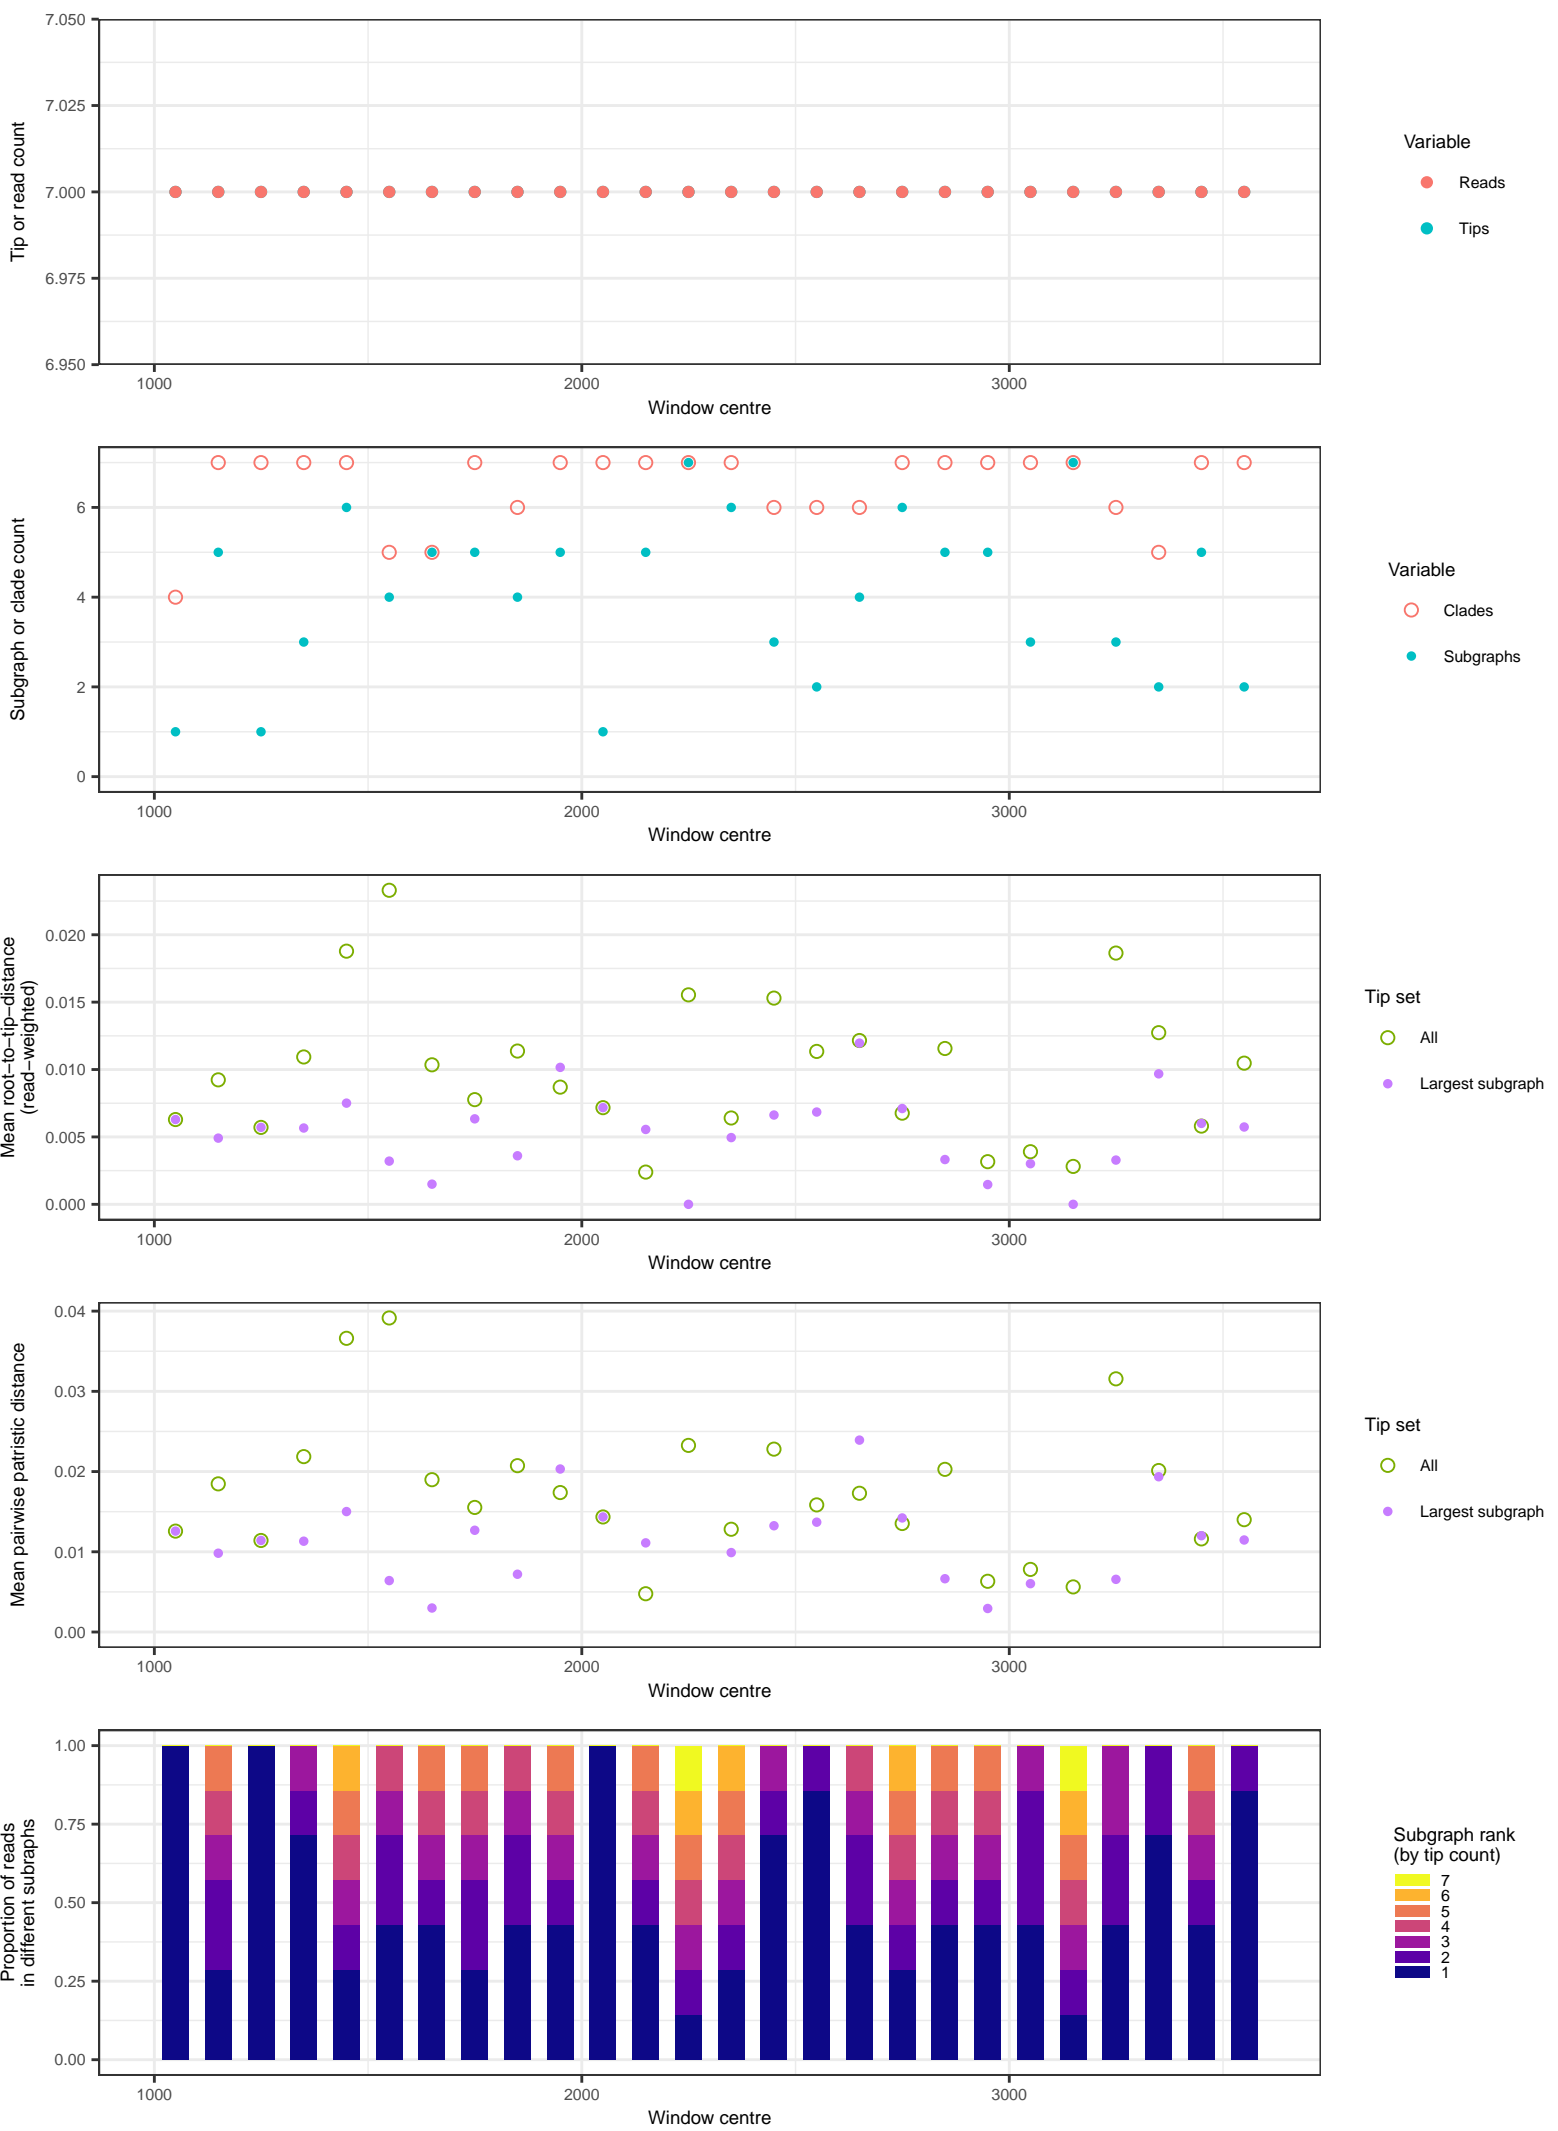 7.050
7.025
7.000
6.975
6.950
Tip or read count
1000
2000
3000
Window centre
Variable
Reads
Tips
6
4
2
0
Subgraph or clade count
1000
2000
3000
Window centre
Variable
Clades
Subgraphs
0.020
0.015
0.010
0.005
0.000
Mean root−to−tip−distance
(read−weighted)
1000
2000
3000
Window centre
Tip set
All
Largest subgraph
0.04
0.03
0.02
0.01
0.00
Mean pairwise patristic distance
1000
2000
3000
Window centre
Tip set
All
Largest subgraph
1.00
0.75
0.50
0.25
0.00
Proportion of reads
in different subraphs
1000
2000
3000
Window centre
Subgraph rank
(by tip count)
7
6
5
4
3
2
1